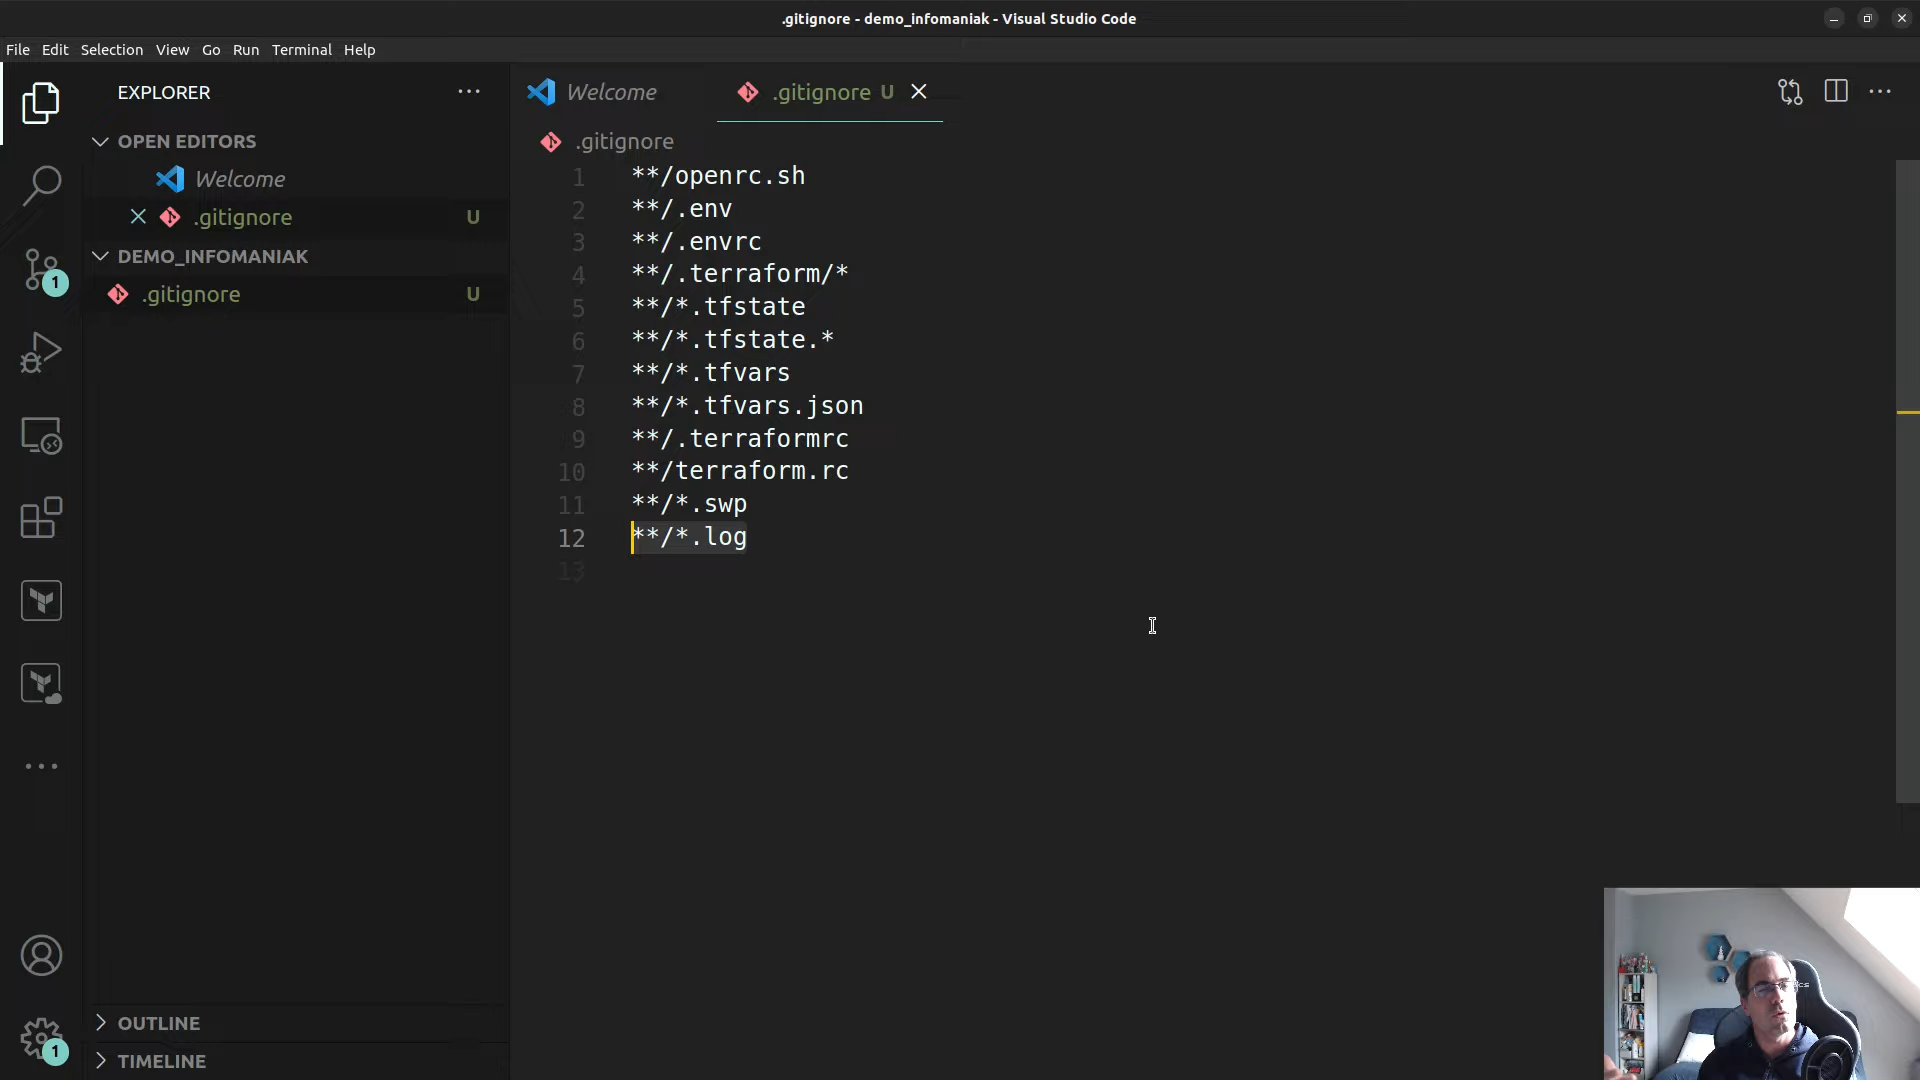 .gitignore - demo_infomaniak - Visual Studio Code
File Edit Selection View Go Run Terminal Help
EXPLORER
OPEN EDITORS
Welcome
.gitignore U
DEMO_INFOMANIAK
.gitignore U
OUTLINE
TIMELINE
1
1
Welcome
.gitignore U
.gitignore
1 **/openrc.sh
2 **/.env
3 **/.envrc
4 **/.terraform/*
5 **/*.tfstate
6 **/*.tfstate.*
7 **/*.tfvars
8 **/*.tfvars.json
9 **/.terraformrc
10 **/terraform.rc
11 **/*.swp
12 **/*.log
13